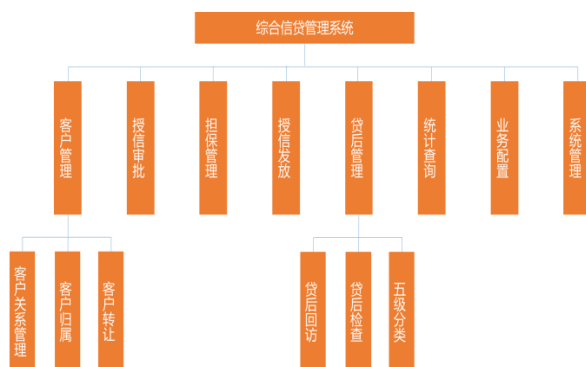 综合信贷管理系统
客户管理
授信审批
担保管理
授信发放
贷后管理
统计查询
业务配置
系统管理
客户关系管理
客户归属
客户转让
贷后回访
贷后检查
五级分类